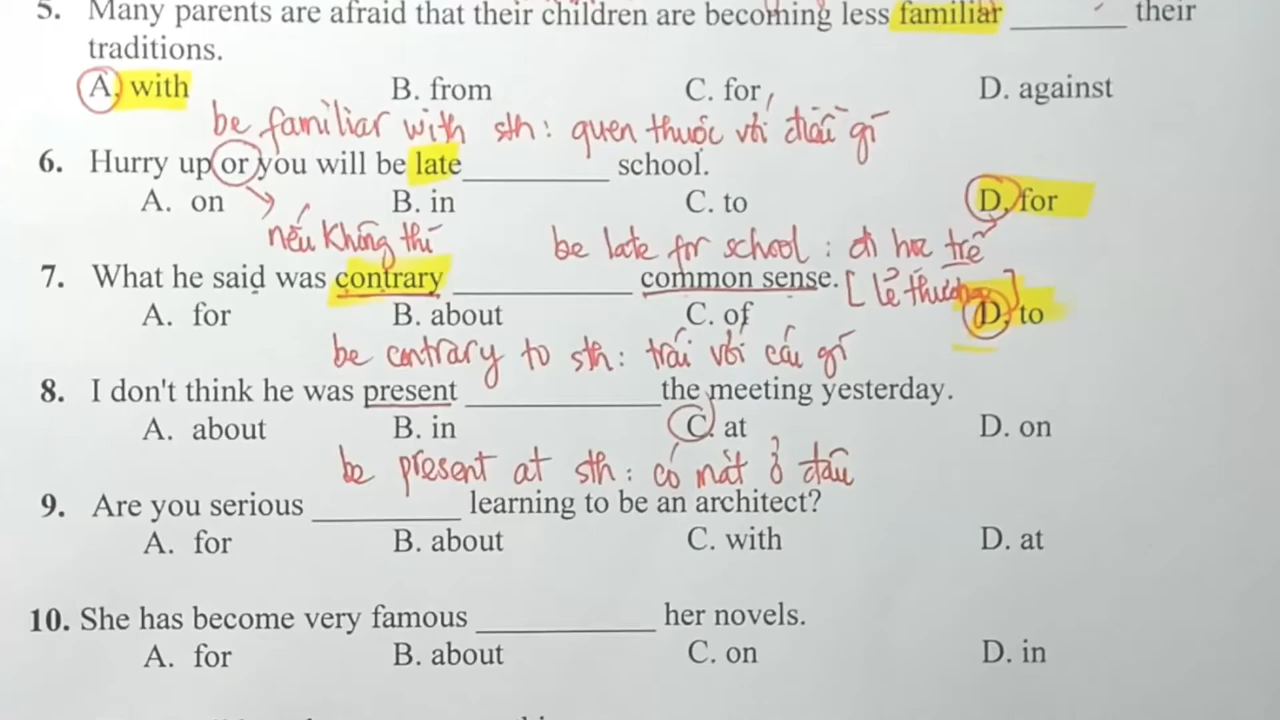 5. Many parents are afraid that their children are becoming less familiar ________ their
traditions.
A. with B. from C. for D. against
be familiar with sth: quen thuộc với điều gì
6. Hurry up or you will be late ________ school.
A. on B. in C. to D. for
nếu không thì be late for school: đi học trễ
7. What he said was contrary ________ common sense. [lẽ thường]
A. for B. about C. of D. to
be contrary to sth: trái với cái gì
8. I don't think he was present ________ the meeting yesterday.
A. about B. in C. at D. on
be present at sth: có mặt ở đâu
9. Are you serious ________ learning to be an architect?
A. for B. about C. with D. at
10. She has become very famous ________ her novels.
A. for B. about C. on D. in